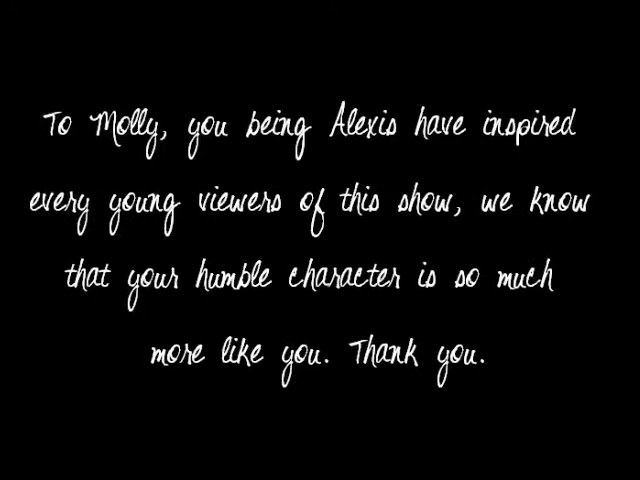 To Molly, you being Alexis have inspired
every young viewers of this show, we know
that your humble character is so much
more like you. Thank you.